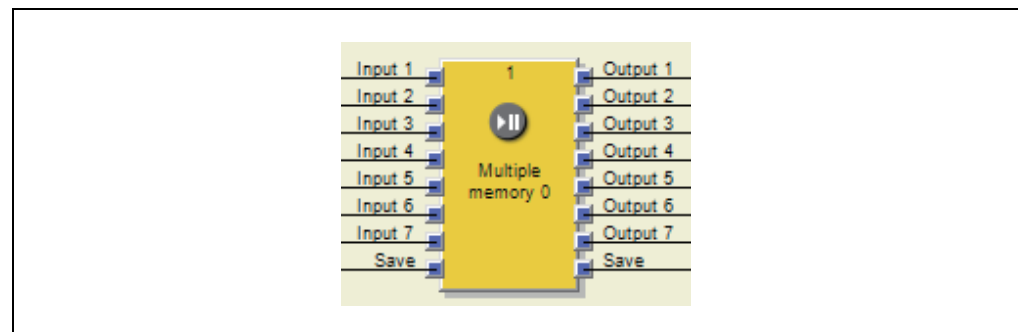 Input 1
Input 2
Input 3
Input 4
Input 5
Input 6
Input 7
Save
1
Multiple
memory 0
Output 1
Output 2
Output 3
Output 4
Output 5
Output 6
Output 7
Save